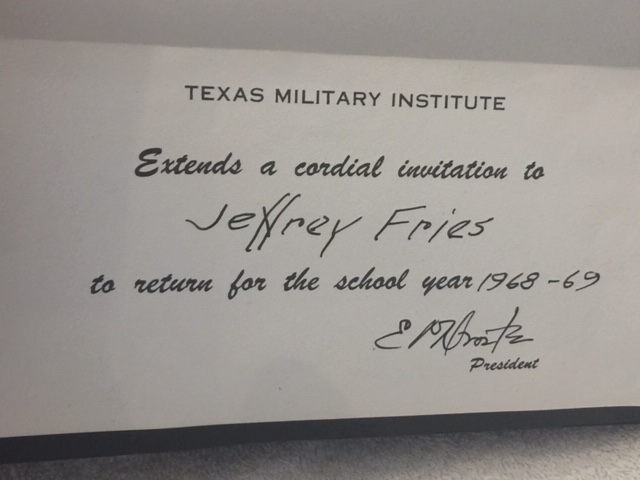 TEXAS MILITARY INSTITUTE
Extends a cordial invitation to
Jeffrey Fries
to return for the school year 1968-69
President